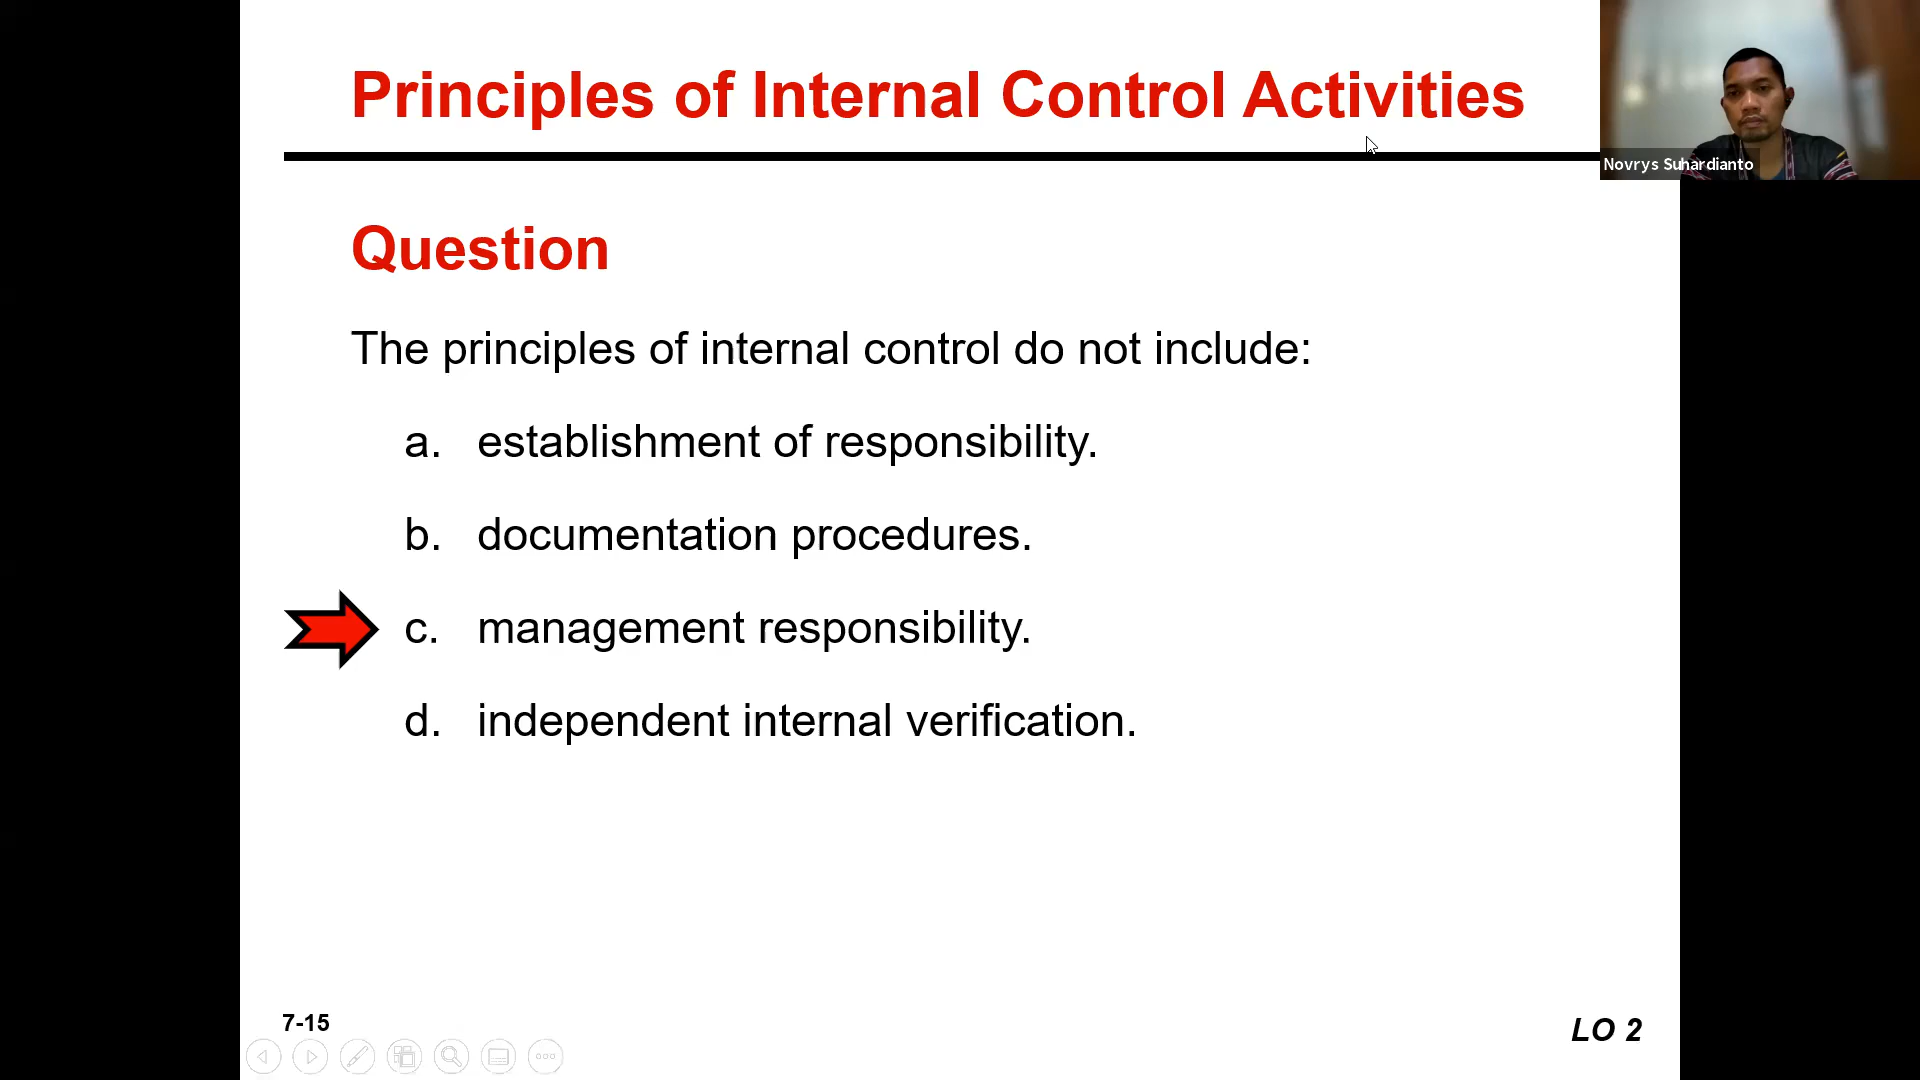 Principles of Internal Control Activities
Novrys Suhardianto
Question
The principles of internal control do not include:
a. establishment of responsibility.
b. documentation procedures.
c. management responsibility.
d. independent internal verification.
7-15
LO 2